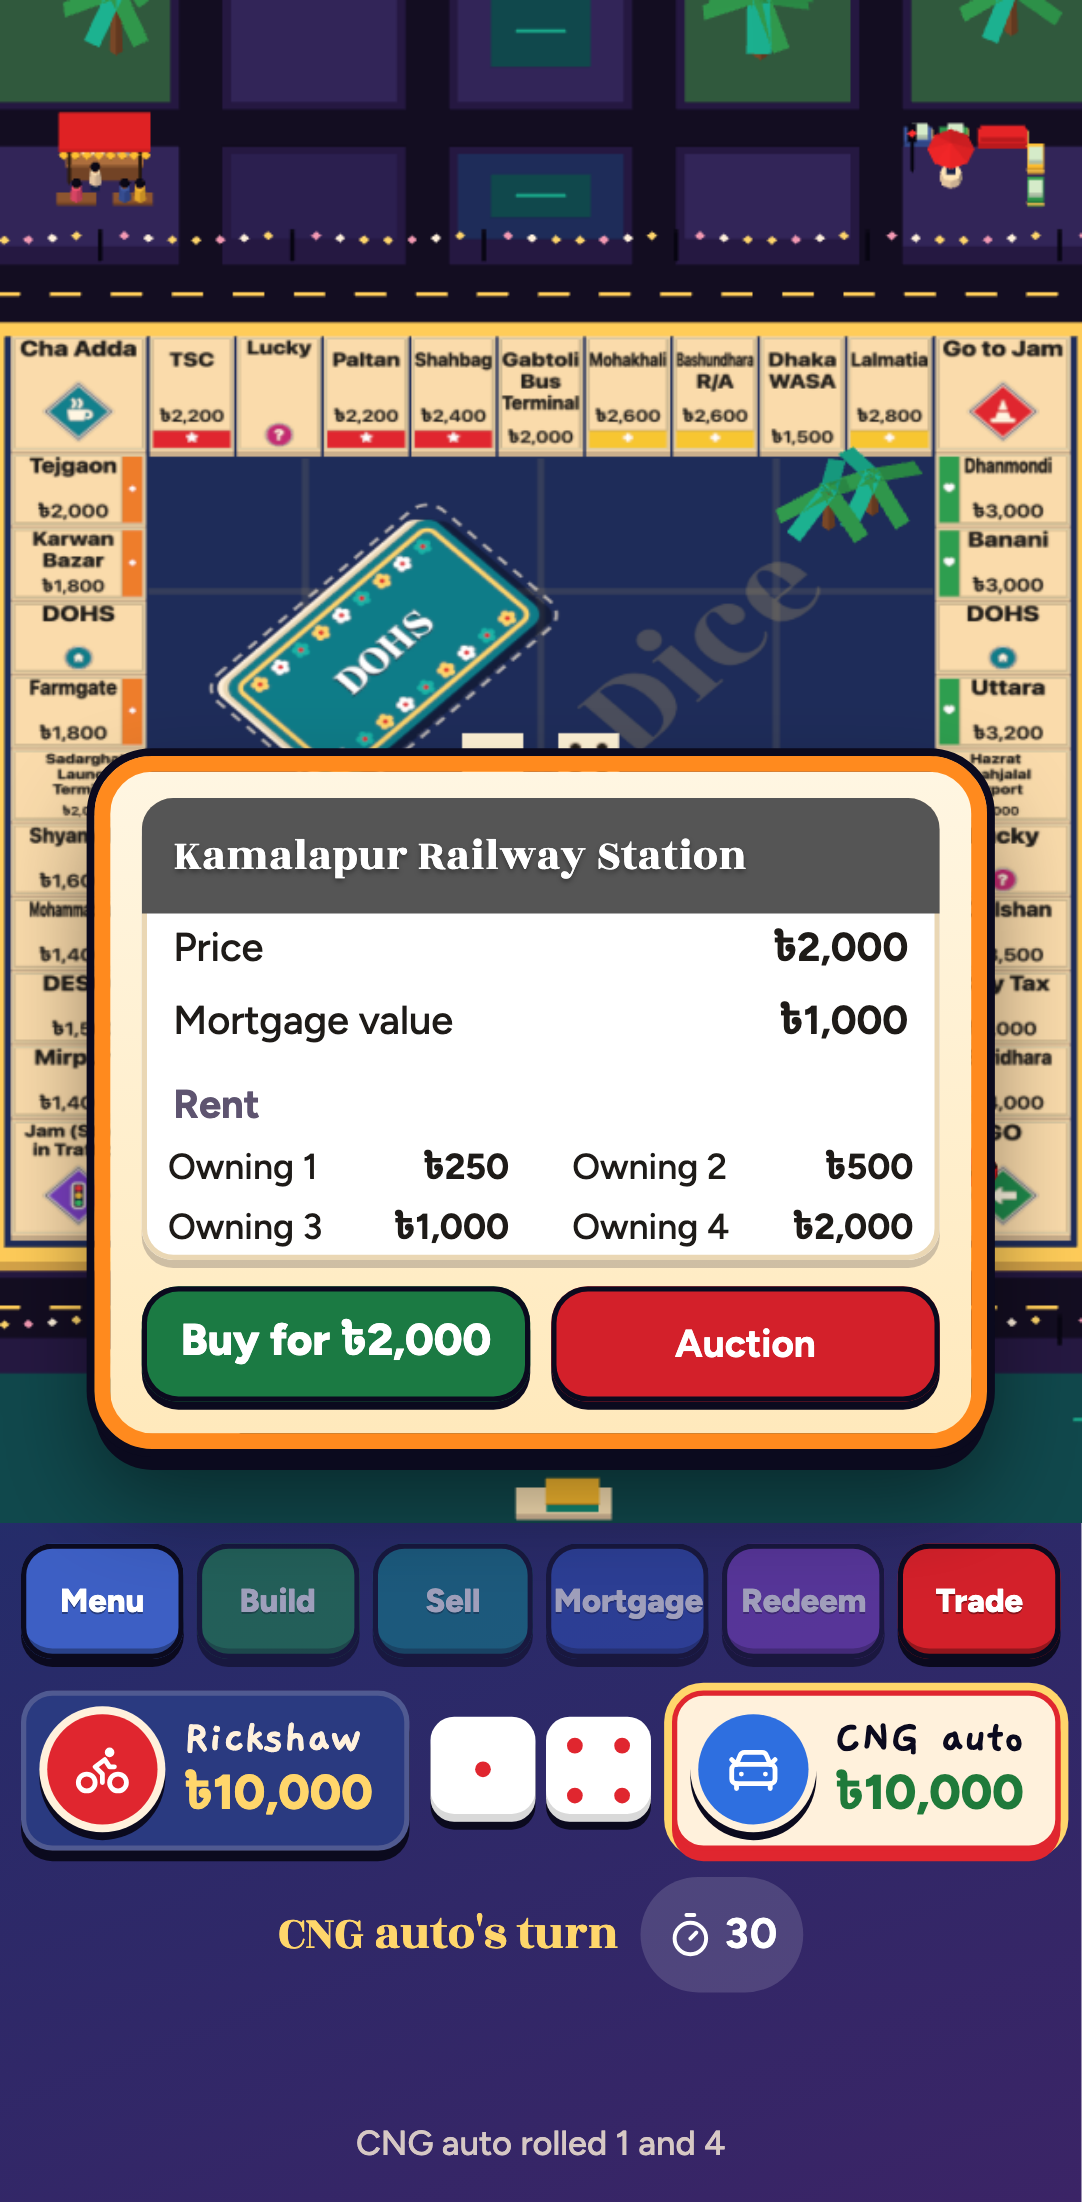 Cha Adda
TSC
৳2,200
Lucky
?
Paltan
৳2,200
Shahbag
৳2,400
Gabtoli
Bus
Terminal
৳2,000
Mohakhali
৳2,600
Bashundhara
R/A
৳2,600
Dhaka
WASA
৳1,500
Lalmatia
৳2,800
Go to Jam
Tejgaon
৳2,000
Karwan
Bazar
৳1,800
DOHS
Farmgate
৳1,800
Dhanmondi
৳3,000
Banani
৳3,000
DOHS
Uttara
৳3,200
Hazrat
DOHS
Dice
Kamalapur Railway Station
Price ৳2,000
Mortgage value ৳1,000
Rent
Owning 1 ৳250 Owning 2 ৳500
Owning 3 ৳1,000 Owning 4 ৳2,000
Buy for ৳2,000
Auction
Menu
Build
Sell
Mortgage
Redeem
Trade
Rickshaw
৳10,000
CNG auto
৳10,000
CNG auto's turn
30
CNG auto rolled 1 and 4